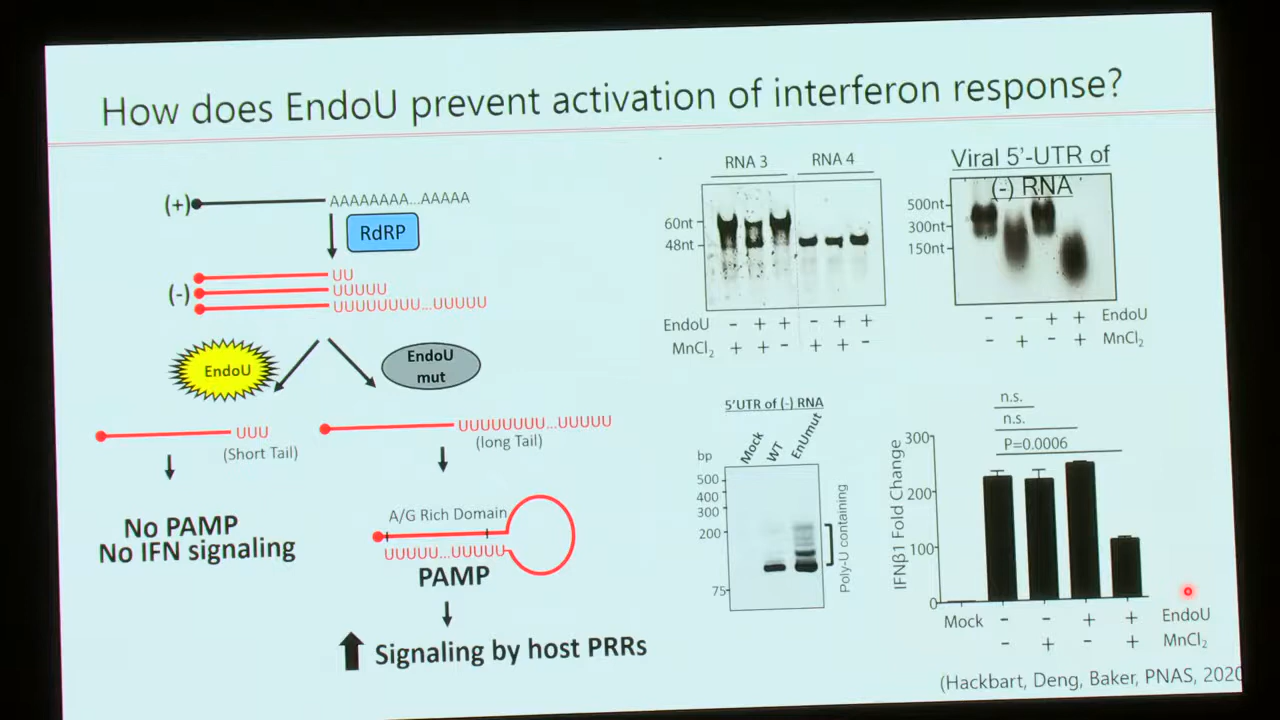 How does EndoU prevent activation of interferon response?
(+) AAAAAAAA...AAAAA
RdRP
(-)
UU
UUUUU
UUUUUUUU...UUUUU
EndoU
EndoU
mut
UUU
(Short Tail)
UUUUUUUU...UUUUU
(long Tail)
No PAMP
No IFN signaling
A/G Rich Domain
UUUUU...UUUUU
PAMP
Signaling by host PRRs
RNA 3 RNA 4
60nt
48nt
EndoU - + + - + +
MnCl2 + + - + + -
Viral 5'-UTR of
(-) RNA
500nt
300nt
150nt
- - + + EndoU
- + - + MnCl2
5'UTR of (-) RNA
Mock WT EnUmut
bp
500
400
300
200
75
Poly-U containing
n.s.
n.s.
P=0.0006
IFNβ1 Fold Change
300
200
100
0
Mock - - + + EndoU
- + - + MnCl2
(Hackbart, Deng, Baker, PNAS, 2020